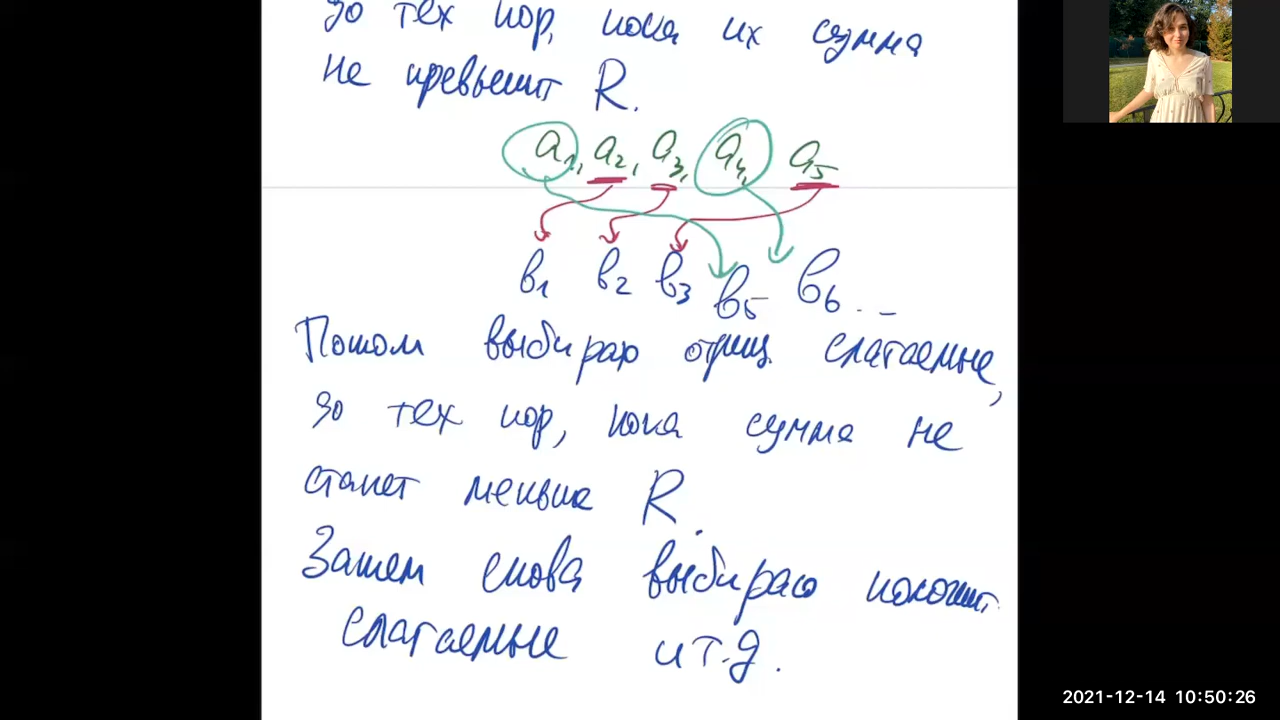 до тех пор, пока их сумма
не превысит R.
a1, a2, a3, a4, a5
b1 b2 b3 b5 b6 . . –
Потом выбираю отриц. слагаемые,
до тех пор, пока сумма не
станет меньше R.
Затем снова выбираю положит.
слагаемые и т.д.
2021-12-14 10:50:26